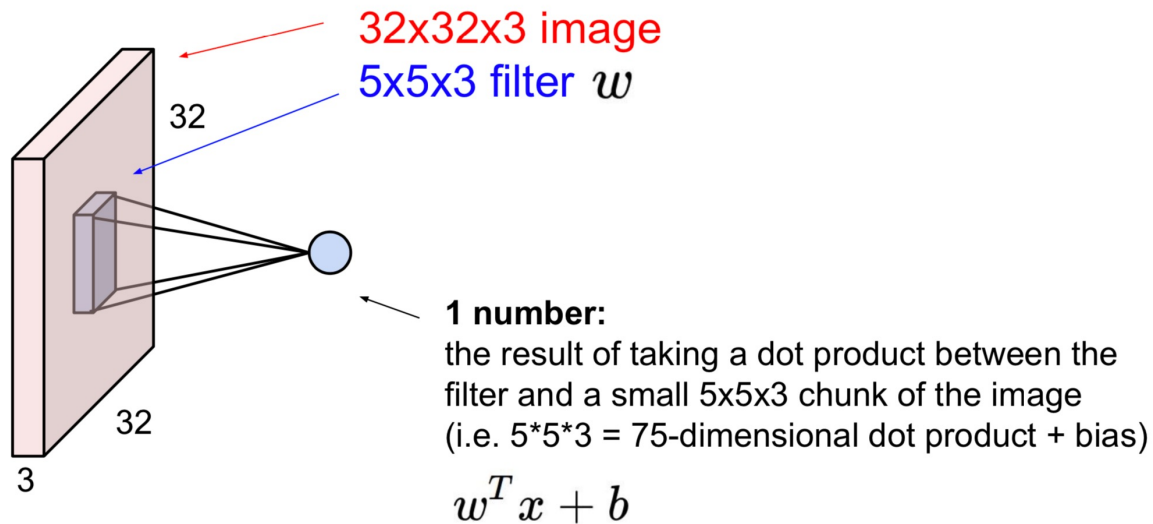 32x32x3 image
5x5x3 filter w
32
32
3
1 number:
the result of taking a dot product between the
filter and a small 5x5x3 chunk of the image
(i.e. 5*5*3 = 75-dimensional dot product + bias)
w^T x + b